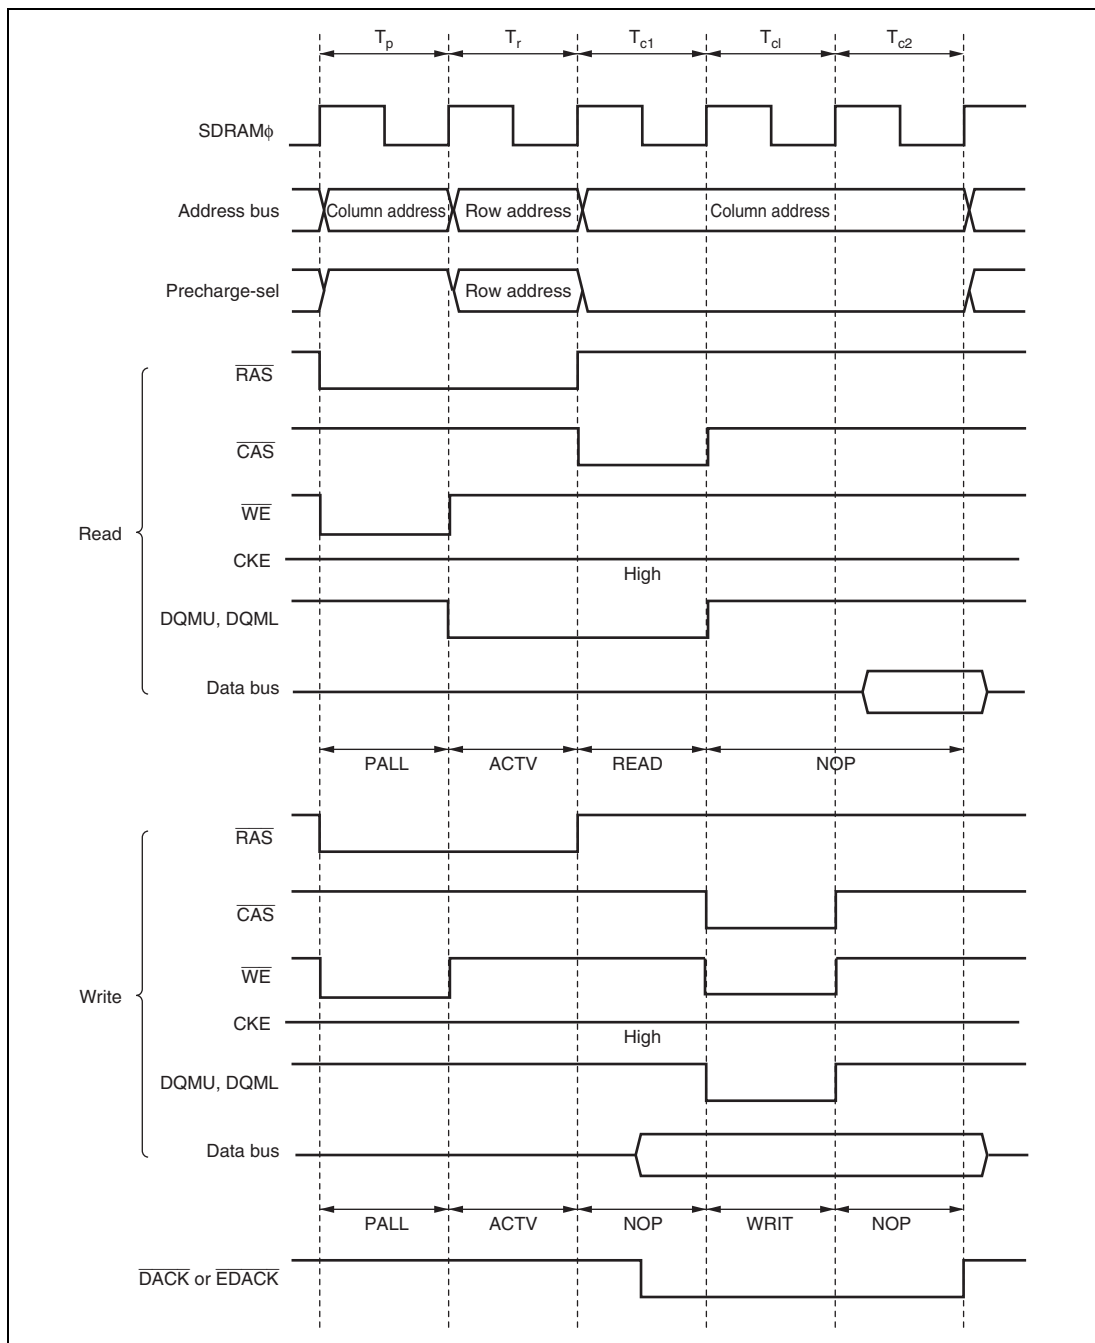 Tp Tr Tc1 Tcl Tc2
SDRAMϕ
Address bus Column address Row address Column address
Precharge-sel Row address
RAS
CAS
WE
Read
CKE
High
DQMU, DQML
Data bus
PALL ACTV READ NOP
RAS
CAS
WE
Write
CKE
High
DQMU, DQML
Data bus
PALL ACTV NOP WRIT NOP
DACK or EDACK